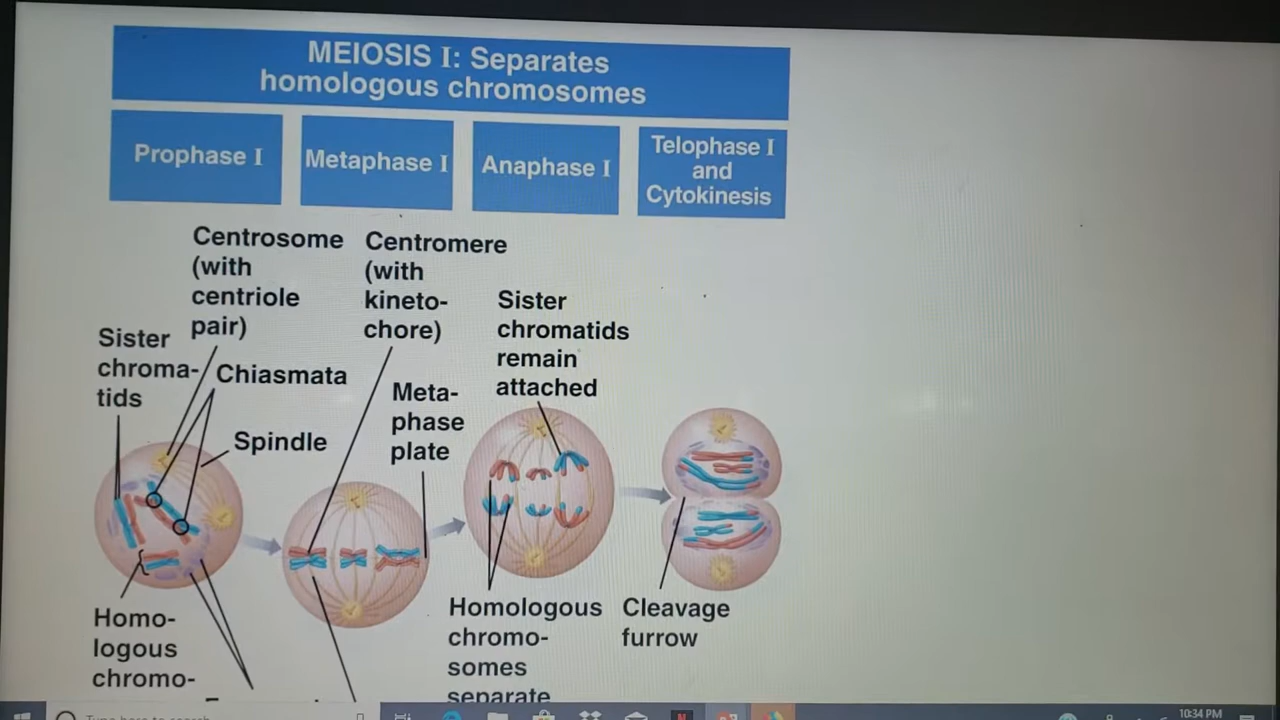 MEIOSIS I: Separates
homologous chromosomes
Prophase I
Metaphase I
Anaphase I
Telophase I
and
Cytokinesis
Centrosome
(with
centriole
pair)
Centromere
(with
kineto-
chore)
Sister
chromatids
remain
attached
Sister
chroma-
tids
Chiasmata
Spindle
Meta-
phase
plate
Homo-
logous
chromo-
Homologous
chromo-
somes
separate
Cleavage
furrow
10:34 PM